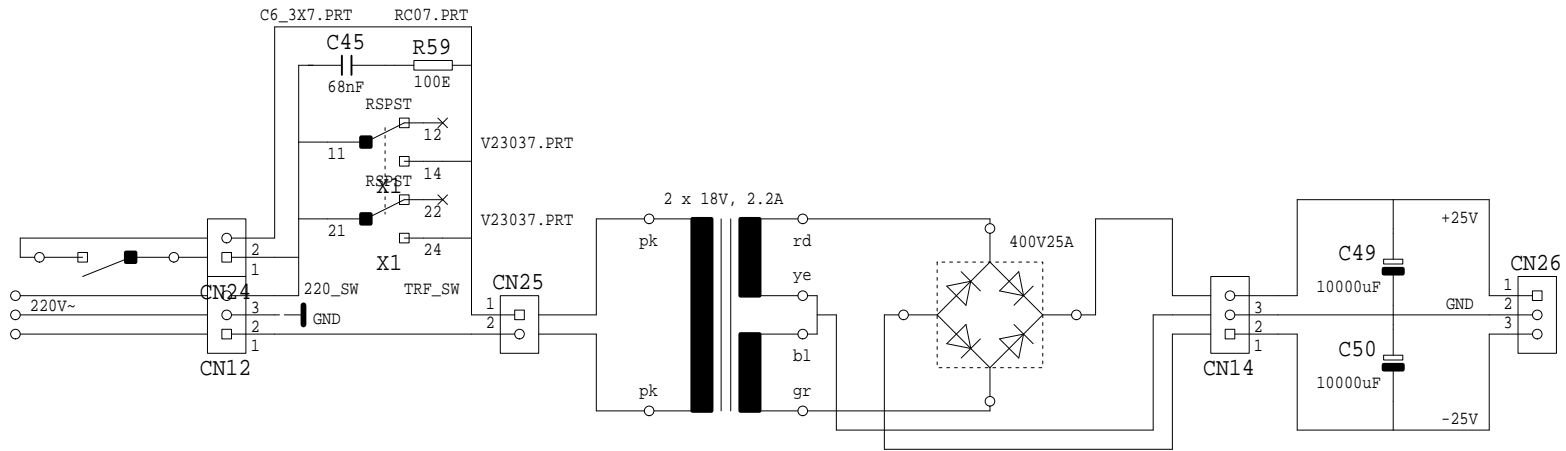 C6_3X7.PRT RC07.PRT
C45 R59
68nF 100E
RSPST
12
11 V23037.PRT
14
X1
RSPST
22
21 V23037.PRT
24
X1
2
1
CN24
220_SW TRF_SW
220V~
3
GND
2
1
CN12
CN25
1
2
2 x 18V, 2.2A
pk rd
ye
bl
pk gr
400V25A
3
2
1
CN14
+25V
C49
10000uF
GND
C50
10000uF
-25V
CN26
1
2
3